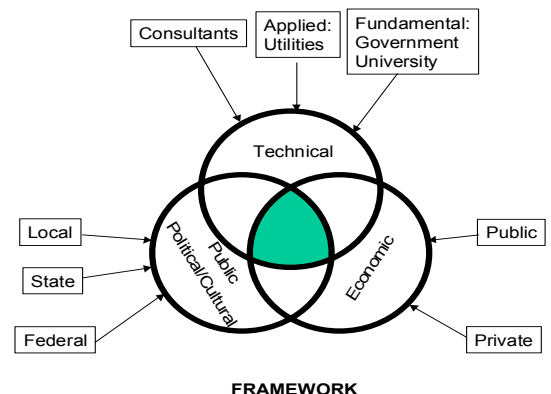 Consultants
Applied:
Utilities
Fundamental:
Government
University
Technical
Local
State
Federal
Public
Political/Cultural
Economic
Public
Private
FRAMEWORK